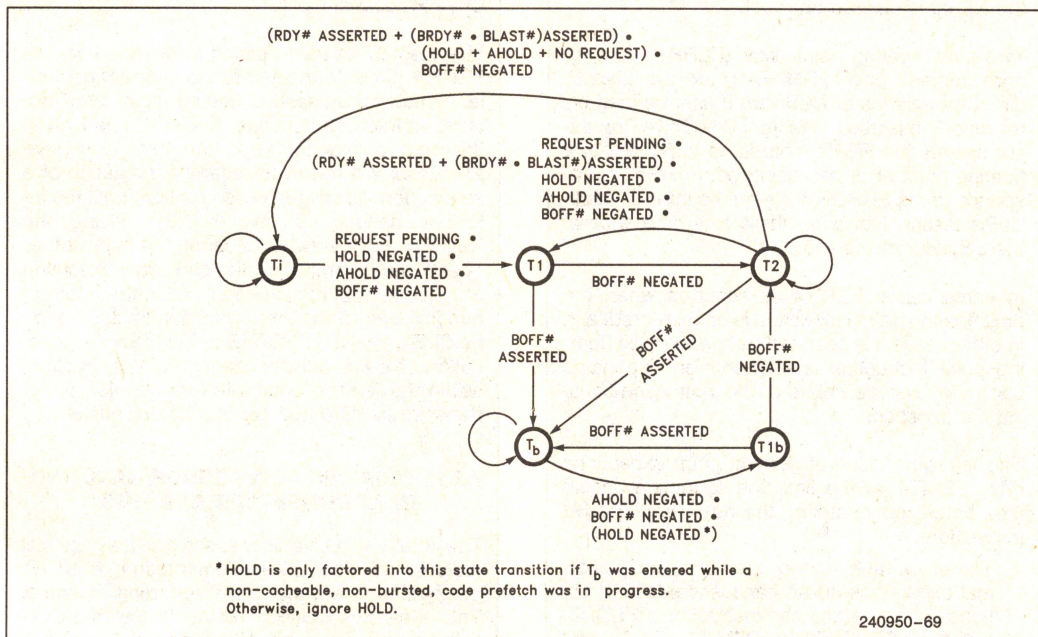 (RDY# ASSERTED + (BRDY# • BLAST#)ASSERTED) •
(HOLD + AHOLD + NO REQUEST) •
BOFF# NEGATED
REQUEST PENDING •
(RDY# ASSERTED + (BRDY# • BLAST#)ASSERTED) •
HOLD NEGATED •
AHOLD NEGATED •
BOFF# NEGATED •
Ti
REQUEST PENDING •
HOLD NEGATED •
AHOLD NEGATED •
BOFF# NEGATED
T1
BOFF# NEGATED
T2
BOFF#
ASSERTED
BOFF#
ASSERTED
BOFF#
NEGATED
Tb
BOFF# ASSERTED
T1b
AHOLD NEGATED •
BOFF# NEGATED •
(HOLD NEGATED*)
* HOLD is only factored into this state transition if Tb was entered while a
non-cacheable, non-bursted, code prefetch was in progress.
Otherwise, ignore HOLD.
240950-69